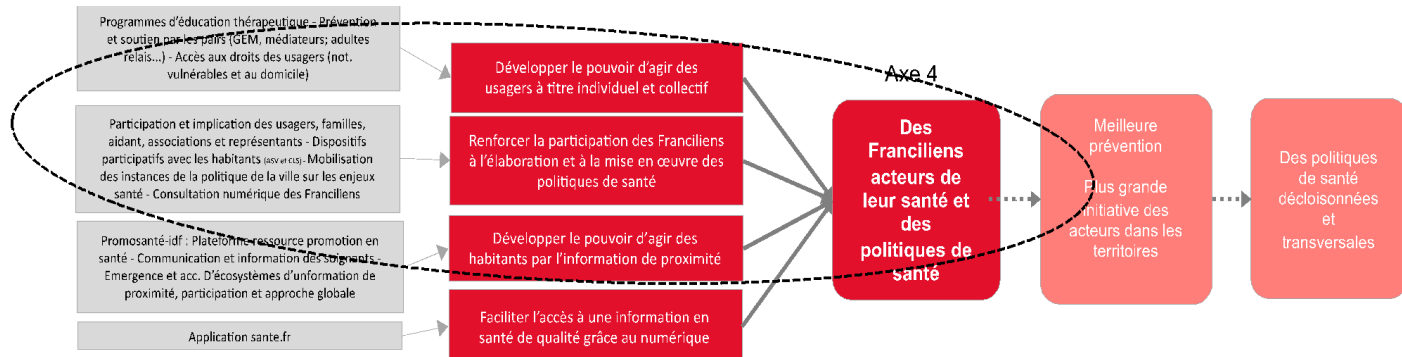 Programmes d'éducation thérapeutique - Prévention
et soutien par les pairs (GEM, médiateurs; adultes
relais...) - Accès aux droits des usagers (not.
vulnérables et au domicile)
Participation et implication des usagers, familles,
aidant, associations et représentants - Dispositifs
participatifs avec les habitants (ASV et CLS) - Mobilisation
des instances de la politique de la ville sur les enjeux
santé - Consultation numérique des Franciliens
Promosanté-idf : Plateforme ressource promotion en
santé - Communication et information des soignants -
Emergence et acc. D'écosystèmes d'unformation de
proximité, participation et approche globale
Application sante.fr
Développer le pouvoir d'agir des
usagers à titre individuel et collectif
Renforcer la participation des Franciliens
à l'élaboration et à la mise en œuvre des
politiques de santé
Développer le pouvoir d'agir des
habitants par l'information de proximité
Faciliter l'accès à une information en
santé de qualité grâce au numérique
Axe 4
Des
Franciliens
acteurs de
leur santé et
des
politiques de
santé
Meilleure
prévention
Plus grande
initiative des
acteurs dans les
territoires
Des politiques
de santé
décloisonnées
et
transversales